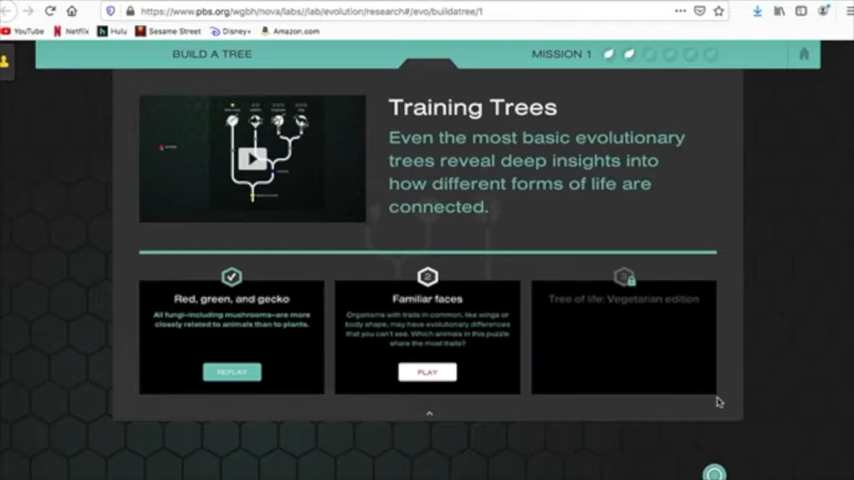 https://www.pbs.org/wgbh/nova/labs//lab/evolution/research#/evo/buildatree/1
YouTube Netflix Hulu Sesame Street Disney+ Amazon.com
BUILD A TREE MISSION 1
Training Trees
Even the most basic evolutionary
trees reveal deep insights into
how different forms of life are
connected.
Red, green, and gecko
All fungi–including mushrooms–are more
closely related to animals than to plants.
REPLAY
2
Familiar faces
Organisms with traits in common, like wings or
body shape, may have evolutionary differences
that you can't see. Which animals in this puzzle
share the most traits?
PLAY
Tree of life: Vegetarian edition